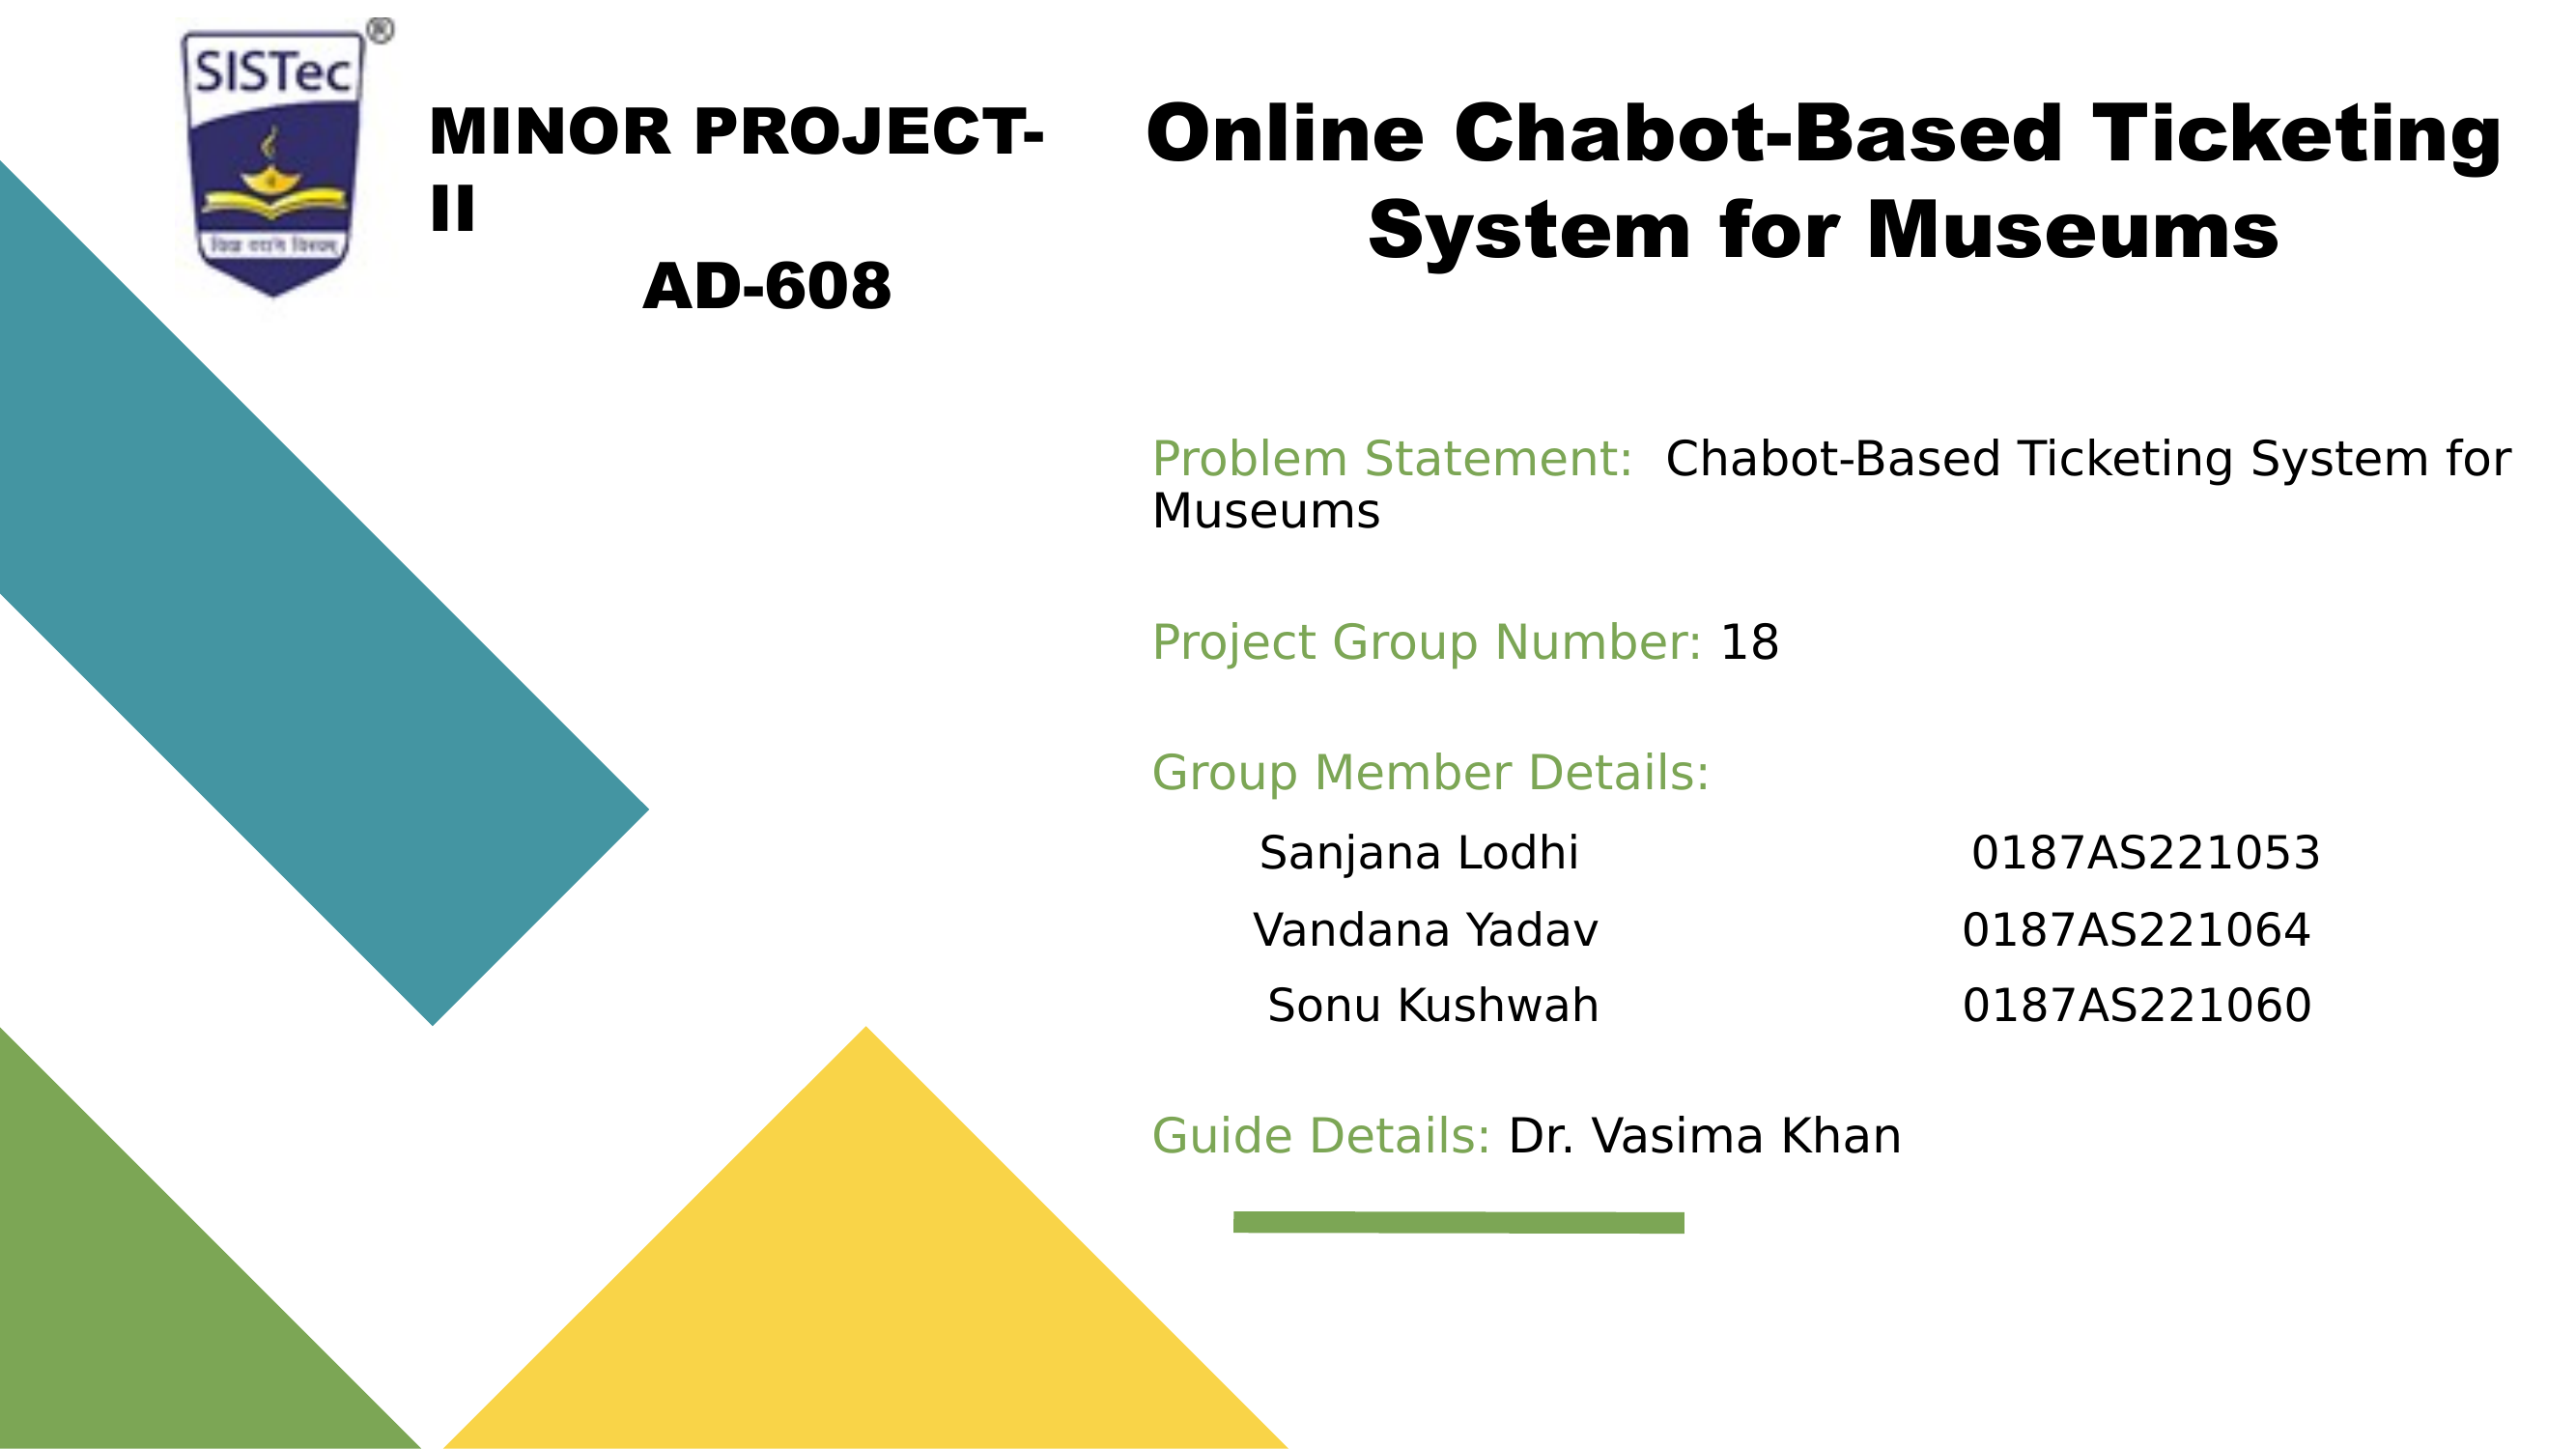 SISTec
®
MINOR PROJECT-
II
AD-608
Online Chabot-Based Ticketing
System for Museums
Problem Statement: Chabot-Based Ticketing System for
Museums
Project Group Number: 18
Group Member Details:
Sanjana Lodhi 0187AS221053
Vandana Yadav 0187AS221064
Sonu Kushwah 0187AS221060
Guide Details: Dr. Vasima Khan